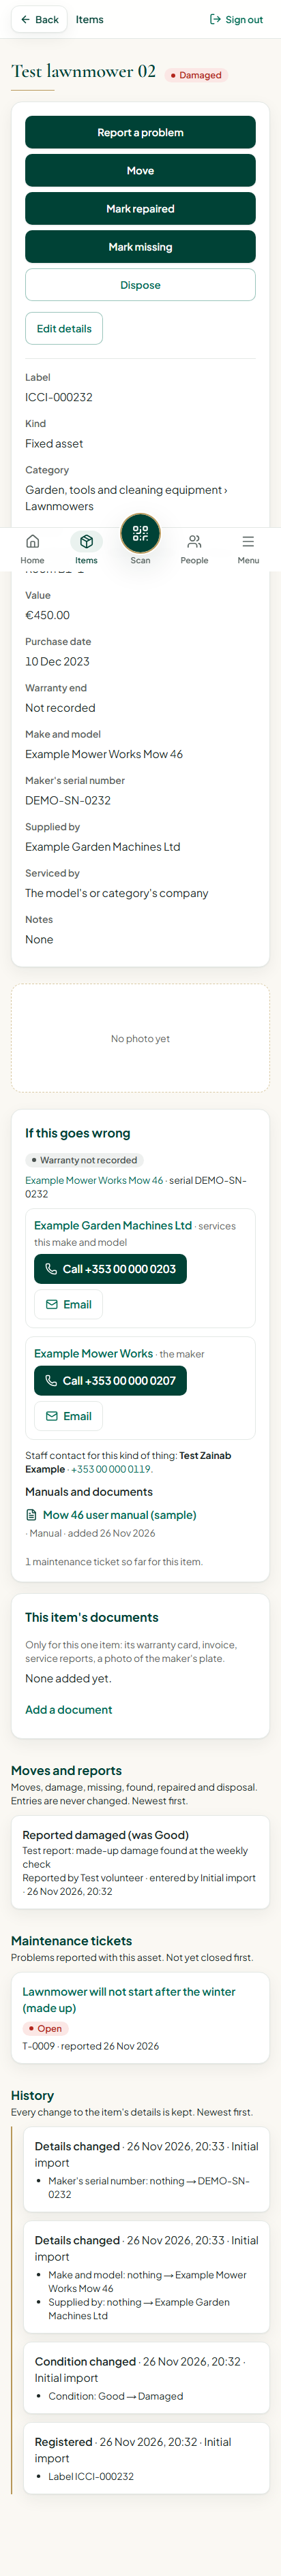 Back Items Sign out
Test lawnmower 02 Damaged
Report a problem
Move
Mark repaired
Mark missing
Dispose
Edit details
Label
ICCI-000232
Kind
Fixed asset
Category
Garden, tools and cleaning equipment ›
Lawnmowers
Home Items Scan People Menu
Value
€450.00
Purchase date
10 Dec 2023
Warranty end
Not recorded
Make and model
Example Mower Works Mow 46
Maker's serial number
DEMO-SN-0232
Supplied by
Example Garden Machines Ltd
Serviced by
The model's or category's company
Notes
None
No photo yet
If this goes wrong
Warranty not recorded
Example Mower Works Mow 46 · serial DEMO-SN-
0232
Example Garden Machines Ltd · services
this make and model
Call +353 00 000 0203
Email
Example Mower Works · the maker
Call +353 00 000 0207
Email
Staff contact for this kind of thing: Test Zainab
Example · +353 00 000 0119.
Manuals and documents
Mow 46 user manual (sample)
· Manual · added 26 Nov 2026
1 maintenance ticket so far for this item.
This item's documents
Only for this one item: its warranty card, invoice,
service reports, a photo of the maker's plate.
None added yet.
Add a document
Moves and reports
Moves, damage, missing, found, repaired and disposal.
Entries are never changed. Newest first.
Reported damaged (was Good)
Test report: made-up damage found at the weekly
check
Reported by Test volunteer · entered by Initial import
· 26 Nov 2026, 20:32
Maintenance tickets
Problems reported with this asset. Not yet closed first.
Lawnmower will not start after the winter
(made up)
Open
T-0009 · reported 26 Nov 2026
History
Every change to the item's details is kept. Newest first.
Details changed · 26 Nov 2026, 20:33 · Initial
import
Maker's serial number: nothing → DEMO-SN-
0232
Details changed · 26 Nov 2026, 20:33 · Initial
import
Make and model: nothing → Example Mower
Works Mow 46
Supplied by: nothing → Example Garden
Machines Ltd
Condition changed · 26 Nov 2026, 20:32 ·
Initial import
Condition: Good → Damaged
Registered · 26 Nov 2026, 20:32 · Initial
import
Label ICCI-000232